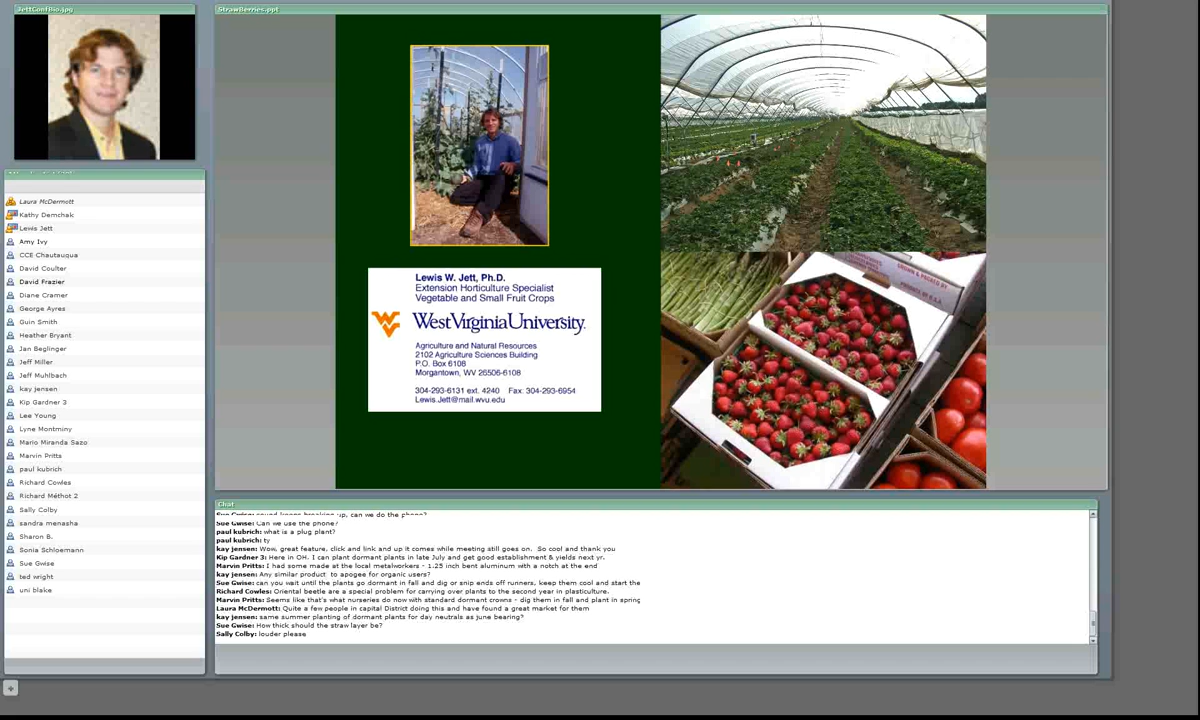 JettConfBio.jpg
StrawBerries.ppt
Laura McDermott
Kathy Demchak
Lewis Jett
Amy Ivy
CCE Chautauqua
David Coulter
David Frazier
Diane Cramer
George Ayres
Guin Smith
Heather Bryant
Jan Beglinger
Jeff Miller
Jeff Muhlbach
kay jensen
Kip Gardner 3
Lee Young
Lyne Montminy
Mario Miranda Sazo
Marvin Pritts
paul kubrich
Richard Cowles
Richard Méthot 2
Sally Colby
sandra menasha
Sharon B.
Sonia Schloemann
Sue Gwise
ted wright
uni blake
Lewis W. Jett, Ph.D.
Extension Horticulture Specialist
Vegetable and Small Fruit Crops
WestVirginiaUniversity.
Agriculture and Natural Resources
2102 Agriculture Sciences Building
P.O. Box 6108
Morgantown, WV 26506-6108
304-293-6131 ext. 4240 Fax: 304-293-6954
Lewis.Jett@mail.wvu.edu
GROWN & PACKED BY
PRODUCE OF U.S.A.
Chat
Sue Gwise: sound keeps breaking up, can we do the phone?
Sue Gwise: Can we use the phone?
paul kubrich: what is a plug plant?
paul kubrich: ty
kay jensen: Wow, great feature, click and link and up it comes while meeting still goes on. So cool and thank you
Kip Gardner 3: Here in OH, I can plant dormant plants in late July and get good establishment & yields next yr.
Marvin Pritts: I had some made at the local metalworkers - 1.25 inch bent aluminum with a notch at the end
kay jensen: Any similar product to apogee for organic users?
Sue Gwise: can you wait until the plants go dormant in fall and dig or snip ends off runners, keep them cool and start the
Richard Cowles: Oriental beetle are a special problem for carrying over plants to the second year in plasticulture.
Marvin Pritts: Seems like that's what nurseries do now with standard dormant crowns - dig them in fall and plant in spring
Laura McDermott: Quite a few people in capital District doing this and have found a great market for them
kay jensen: same summer planting of dormant plants for day neutrals as june bearing?
Sue Gwise: How thick should the straw layer be?
Sally Colby: louder please